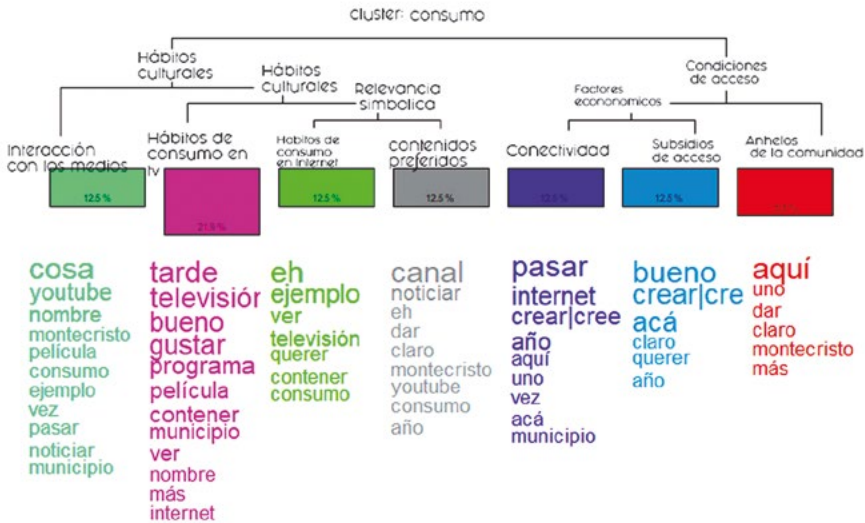 cluster: consumo
Hábitos
culturales
Hábitos
culturales
Condiciones
de acceso
Relevancia
simbolica
Factores
econonomicos
Interacción
con los medios
Hábitos de
consumo en
tv
Habitos de
consumo
en Internet
contenidos
preferidos
Conectividad
Subsidios
de acceso
Anhelos
de la comunidad
12.5 %
21.9 %
12.5 %
12.5 %
12.5 %
12.5 %
cosa
youtube
nombre
montecristo
película
consumo
ejemplo
vez
pasar
noticiar
municipio
tarde
televisión
bueno
gustar
programa
película
contener
municipio
ver
nombre
más
internet
eh
ejemplo
ver
televisión
querer
contener
consumo
canal
noticiar
eh
dar
claro
montecristo
youtube
consumo
año
pasar
internet
crear|cree
año
aquí
uno
vez
acá
municipio
bueno
crear|cre
acá
claro
querer
año
aquí
uno
dar
claro
montecristo
más